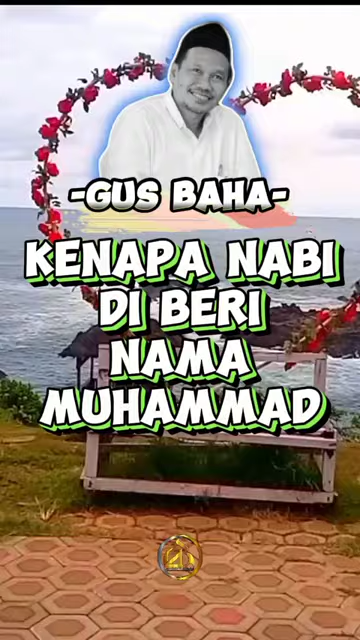 -GUS BAHA-
KENAPA NABI
DI BERI
NAMA
MUHAMMAD